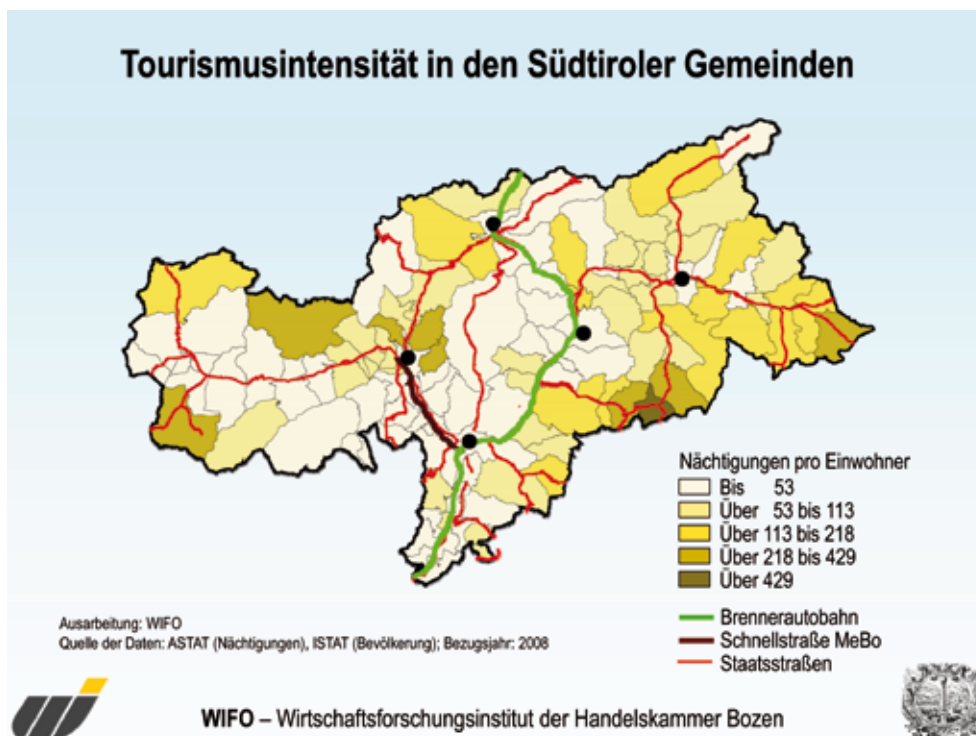 Tourismusintensität in den Südtiroler Gemeinden
Nächtigungen pro Einwohner
Bis 53
Über 53 bis 113
Über 113 bis 218
Über 218 bis 429
Über 429
Brennerautobahn
Schnellstraße MeBo
Staatsstraßen
Ausarbeitung: WIFO
Quelle der Daten: ASTAT (Nächtigungen), ISTAT (Bevölkerung); Bezugsjahr: 2008
WIFO – Wirtschaftsforschungsinstitut der Handelskammer Bozen